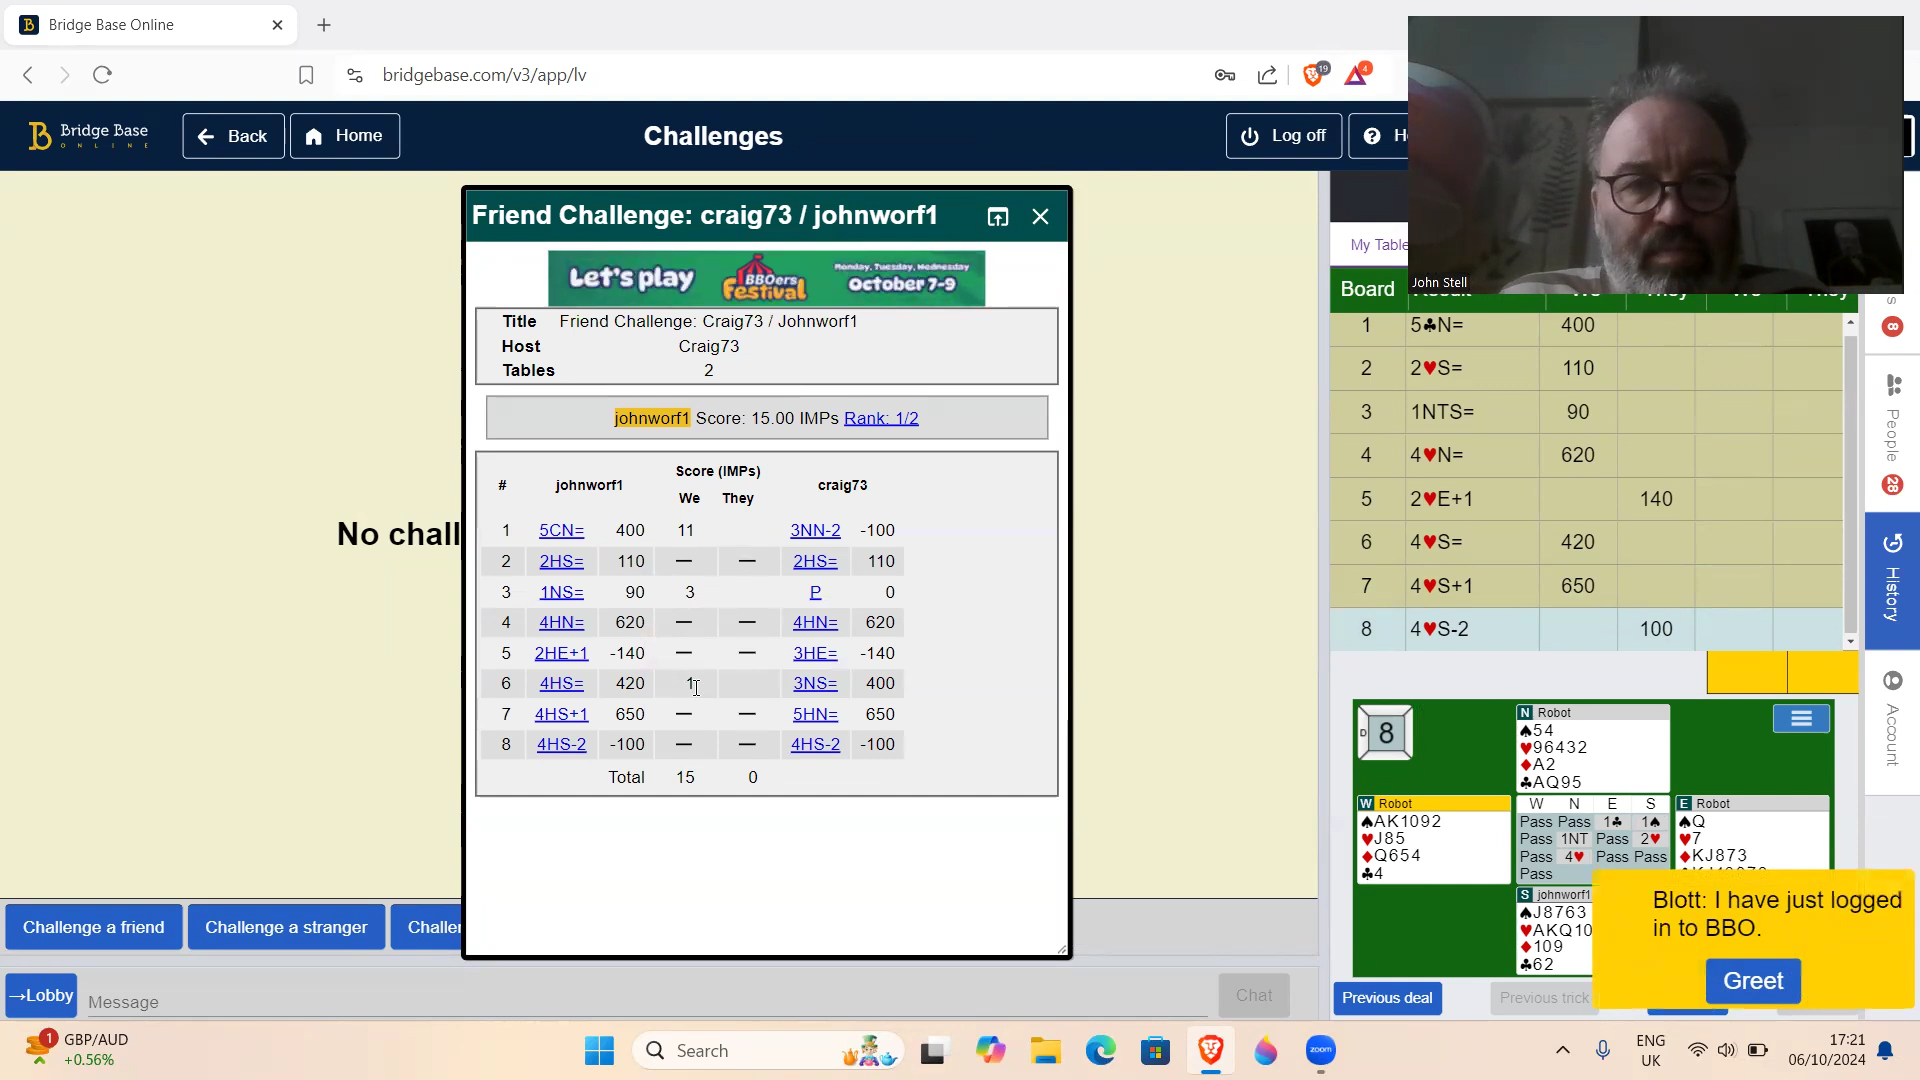 Bridge Base Online
bridgebase.com/v3/app/lv
19
4
Bridge Base
ONLINE
Back
Home
Challenges
Log off
H
John Stell
Friend Challenge: craig73 / johnworf1
Let's play
BBOers
Festival
Monday, Tuesday, Wednesday
October 7-9
Title Friend Challenge: Craig73 / Johnworf1
Host Craig73
Tables 2
johnworf1 Score: 15.00 IMPs Rank: 1/2
Score (IMPs)
# johnworf1 We They craig73
1 5CN= 400 11 3NN-2 -100
2 2HS= 110 — — 2HS= 110
3 1NS= 90 3 P 0
4 4HN= 620 — — 4HN= 620
5 2HE+1 -140 — — 3HE= -140
6 4HS= 420 1 3NS= 400
7 4HS+1 650 — — 5HN= 650
8 4HS-2 -100 — — 4HS-2 -100
Total 15 0
No chall
Challenge a friend
Challenge a stranger
Challe
→Lobby
Message
Chat
My Table
Board
1 5♣N= 400
2 2♥S= 110
3 1NTS= 90
4 4♥N= 620
5 2♥E+1 140
6 4♥S= 420
7 4♥S+1 650
8 4♥S-2 100
8
People
28
History
Account
D 8
N Robot
♠54
♥96432
♦A2
♣AQ95
W Robot
♠AK1092
♥J85
♦Q654
♣4
W N E S
Pass Pass 1♣ 1♠
Pass 1NT Pass 2♥
Pass 4♥ Pass Pass
Pass
E Robot
♠Q
♥7
♦KJ873
S johnworf1
♠J8763
♥AKQ10
♦109
♣62
Blott: I have just logged
in to BBO.
Greet
Previous deal
Previous trick
1
GBP/AUD
+0.56%
Search
zoom
ENG
UK
17:21
06/10/2024